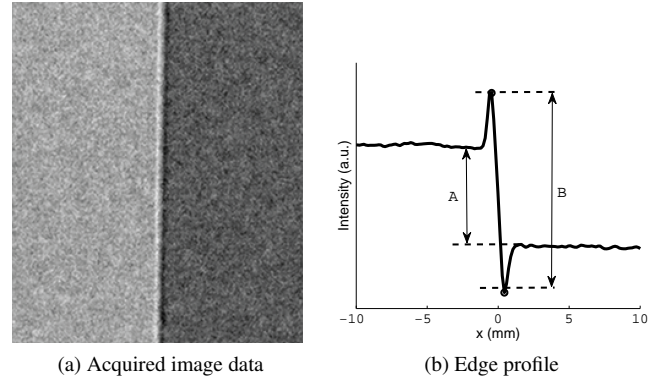 A
B
Intensity (a.u.)
−10 −5 0 5 10
x (mm)
(a) Acquired image data
(b) Edge profile